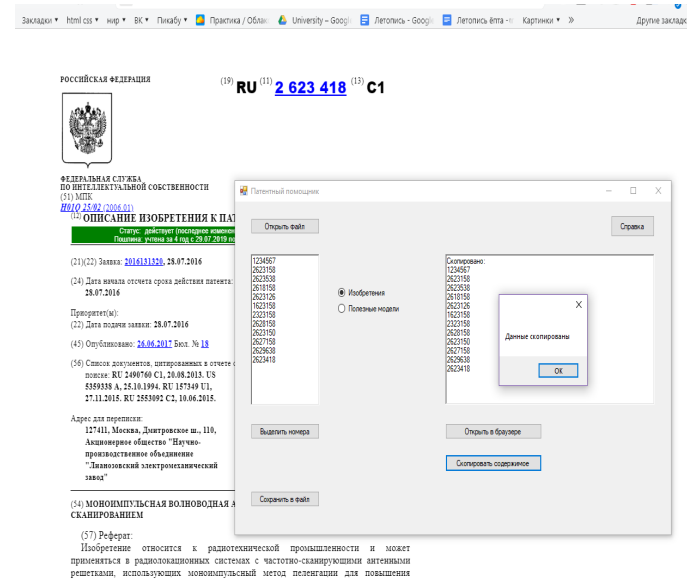 Закладки
html css
нир
ВК
Пикабу
Практика / Облак
University – Googl
Летопись - Google
Летопись ёпта -
Картинки
»
Другие закладк
РОССИЙСКАЯ ФЕДЕРАЦИЯ
(19) RU (11) 2 623 418 (13) C1
ФЕДЕРАЛЬНАЯ СЛУЖБА
ПО ИНТЕЛЛЕКТУАЛЬНОЙ СОБСТВЕННОСТИ
(51) МПК
H01Q 25/02 (2006.01)
(12) ОПИСАНИЕ ИЗОБРЕТЕНИЯ К ПАТ
Статус: действует (последнее изменен
Пошлина: учтена за 4 год с 29.07.2019 по
(21)(22) Заявка: 2016131320, 28.07.2016
(24) Дата начала отсчета срока действия патента:
28.07.2016
Приоритет(ы):
(22) Дата подачи заявки: 28.07.2016
(45) Опубликовано: 26.06.2017 Бюл. № 18
(56) Список документов, цитированных в отчете о
поиске: RU 2490760 C1, 20.08.2013. US
5359338 A, 25.10.1994. RU 157349 U1,
27.11.2015. RU 2553092 C2, 10.06.2015.
Адрес для переписки:
127411, Москва, Дмитровское ш., 110,
Акционерное общество "Научно-
производственное объединение
"Лианозовский электромеханический
завод"
(54) МОНОИМПУЛЬСНАЯ ВОЛНОВОДНАЯ А
СКАНИРОВАНИЕМ
(57) Реферат:
Изобретение относится к радиотехнической промышленности и может
применяться в радиолокационных системах с частотно-сканирующими антенными
решетками, использующих моноимпульсный метод пеленгации для повышения
Патентный помощник
Открыть файл
Справка
1234567
2623158
2623538
2618158
2623126
1623158
2323158
2628158
2623150
2627158
2629638
2623418
Изобретения
Полезные модели
Скопировано:
1234567
2623158
2623538
2618158
2623126
1623158
2323158
2628158
2623150
2627158
2629638
2623418
Данные скопированы
OK
Выделить номера
Открыть в браузере
Скопировать содержимое
Сохранить в файл